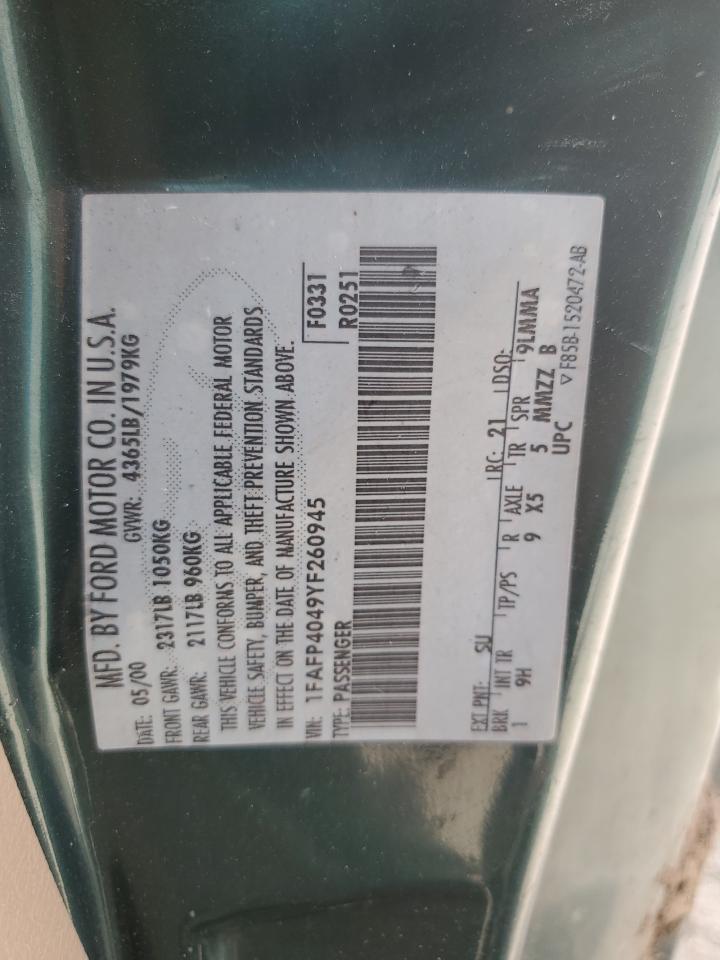 MFD. BY FORD MOTOR CO. IN U.S.A.
DATE: 05/00 GVWR: 4365LB/1979KG
FRONT GAWR: 2317LB 1050KG
REAR GAWR: 2117LB 960KG
THIS VEHICLE CONFORMS TO ALL APPLICABLE FEDERAL MOTOR
VEHICLE SAFETY, BUMPER, AND THEFT PREVENTION STANDARDS
IN EFFECT ON THE DATE OF MANUFACTURE SHOWN ABOVE.
VIN: 1FAFP4049YF260945 F0331
TYPE: PASSENGER R0251
EXT PNT: SU RC: 21 DSO:
BRK INT TR TP/PS R AXLE TR SPR 9LMMA
1 9H 9 X5 5 MMZZ B
UPC ▽F85B-1520472-AB